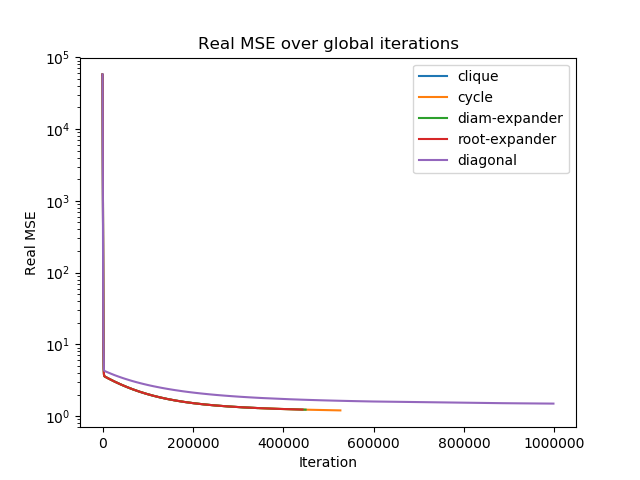 Real MSE over global iterations
10^5
10^4
10^3
10^2
10^1
10^0
Real MSE
clique
cycle
diam-expander
root-expander
diagonal
0 200000 400000 600000 800000 1000000
Iteration